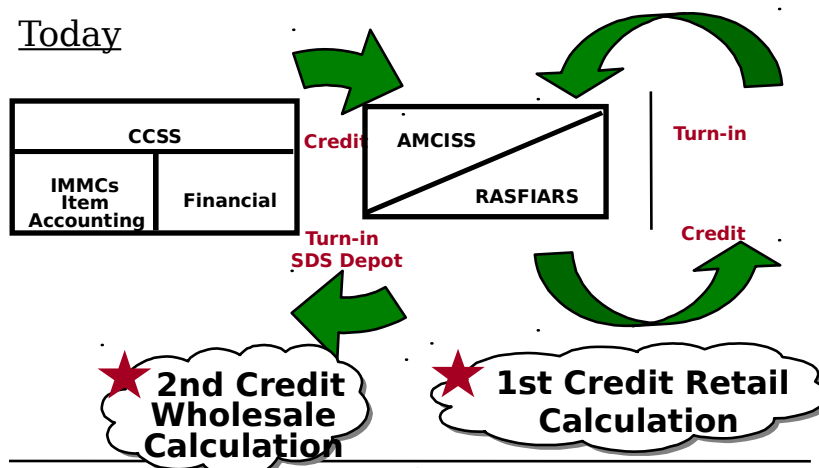 Today
CCSS
IMMCs
Item
Accounting
Financial
Credit
AMCISS
RASFIARS
Turn-in
Credit
Turn-in
SDS Depot
2nd Credit
Wholesale
Calculation
1st Credit Retail
Calculation